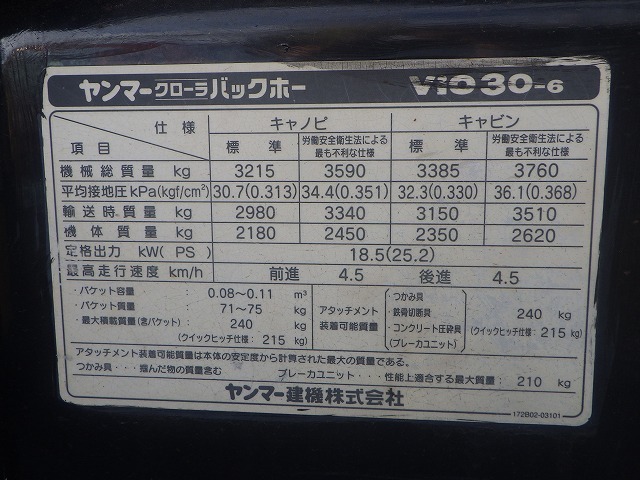 ヤンマークローラバックホー ViO30-6
仕様 キャノピ キャビン
項目 標準 労働安全衛生法による最も不利な仕様 標準 労働安全衛生法による最も不利な仕様
機械総質量 kg 3215 3590 3385 3760
平均接地圧 kPa(kgf/cm²) 30.7(0.313) 34.4(0.351) 32.3(0.330) 36.1(0.368)
輸送時質量 kg 2980 3340 3150 3510
機体質量 kg 2180 2450 2350 2620
定格出力 kW(PS) 18.5(25.2)
最高走行速度 km/h 前進 4.5 後進 4.5
・バケット容量 0.08～0.11 m³
・バケット質量 71～75 kg
・最大積載質量(含バケット) 240 kg
(クイックヒッチ仕様: 215 kg)
アタッチメント装着可能質量
・つかみ具
・鉄骨切断具
・コンクリート圧砕具
(ブレーカユニット)
240 kg
(クイックヒッチ仕様: 215 kg)
アタッチメント装着可能質量は本体の安定度から計算された最大の質量である。
つかみ具・・・掴んだ物の質量含む ブレーカユニット・・・性能上適合する最大質量: 210 kg
ヤンマー建機株式会社
172B02-03101